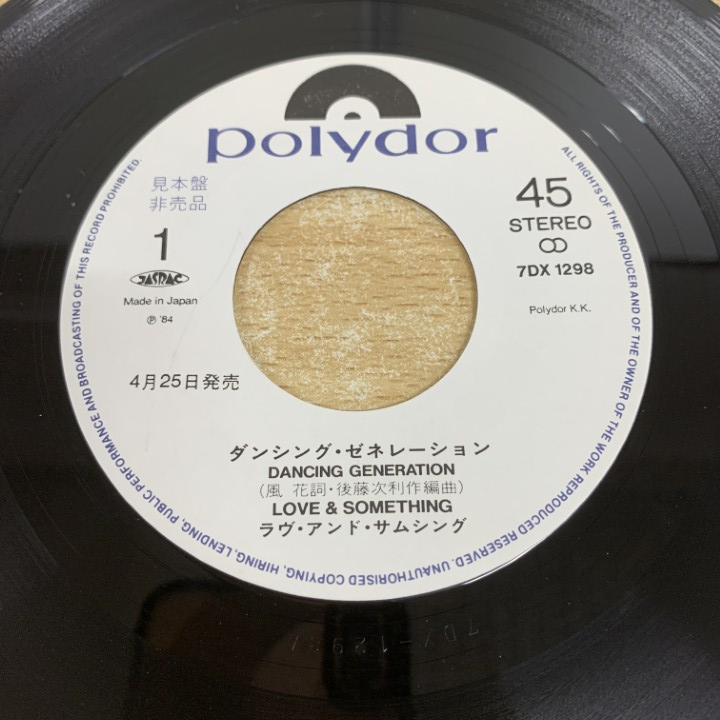 polydor
見本盤
非売品
1
JASRAC
Made in Japan
℗ '84
4月25日発売
45
STEREO
7DX 1298
Polydor K.K.
ダンシング・ゼネレーション
DANCING GENERATION
(風 花詞・後藤次利作編曲)
LOVE & SOMETHING
ラヴ・アンド・サムシング
ALL RIGHTS OF THE PRODUCER AND OF THE OWNER OF THE WORK REPRODUCED RESERVED. UNAUTHORISED COPYING, HIRING, LENDING, PUBLIC PERFORMANCE AND BROADCASTING OF THIS RECORD PROHIBITED.